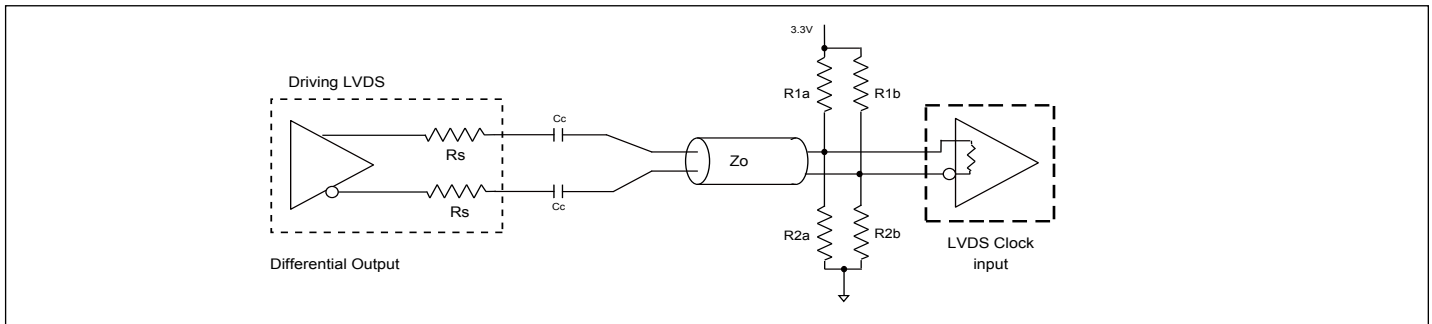 3.3V
Driving LVDS
R1a
R1b
Cc
Rs
Zo
Rs
Cc
R2a
R2b
LVDS Clock
input
Differential Output